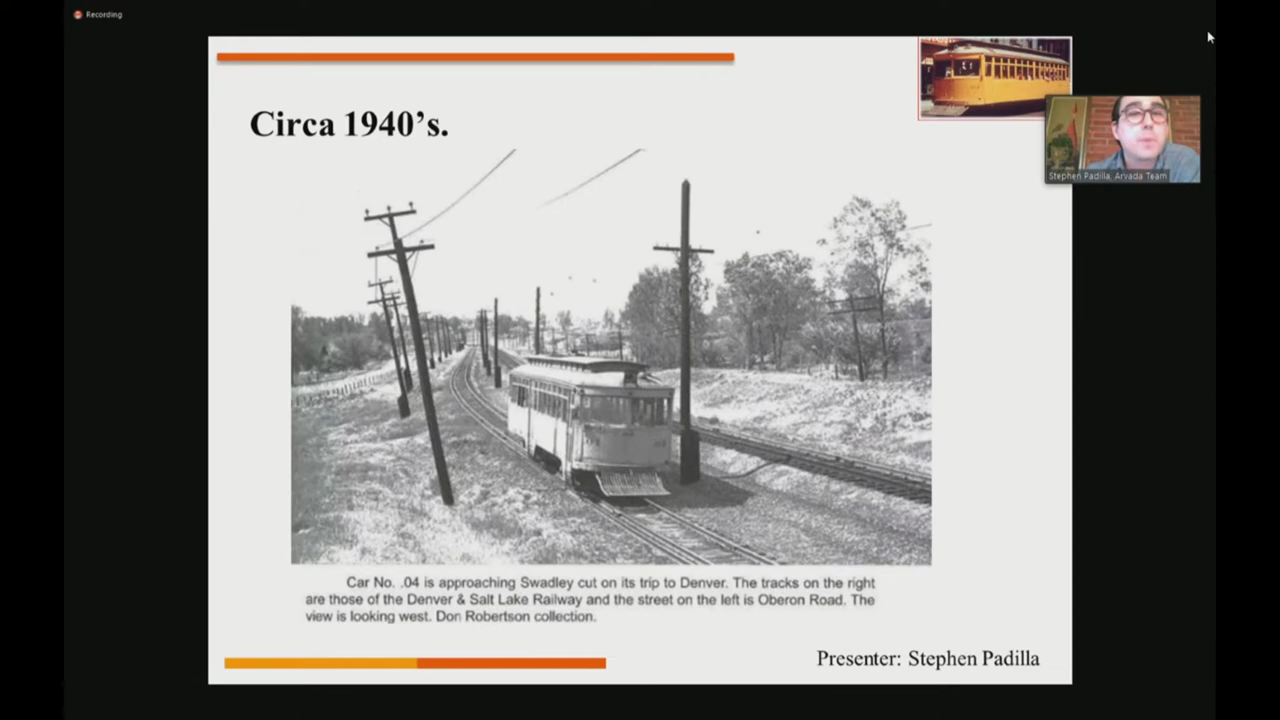 Recording
Circa 1940's.
Stephen Padilla, Arvada Team
Car No. .04 is approaching Swadley cut on its trip to Denver. The tracks on the right
are those of the Denver & Salt Lake Railway and the street on the left is Oberon Road. The
view is looking west. Don Robertson collection.
Presenter: Stephen Padilla